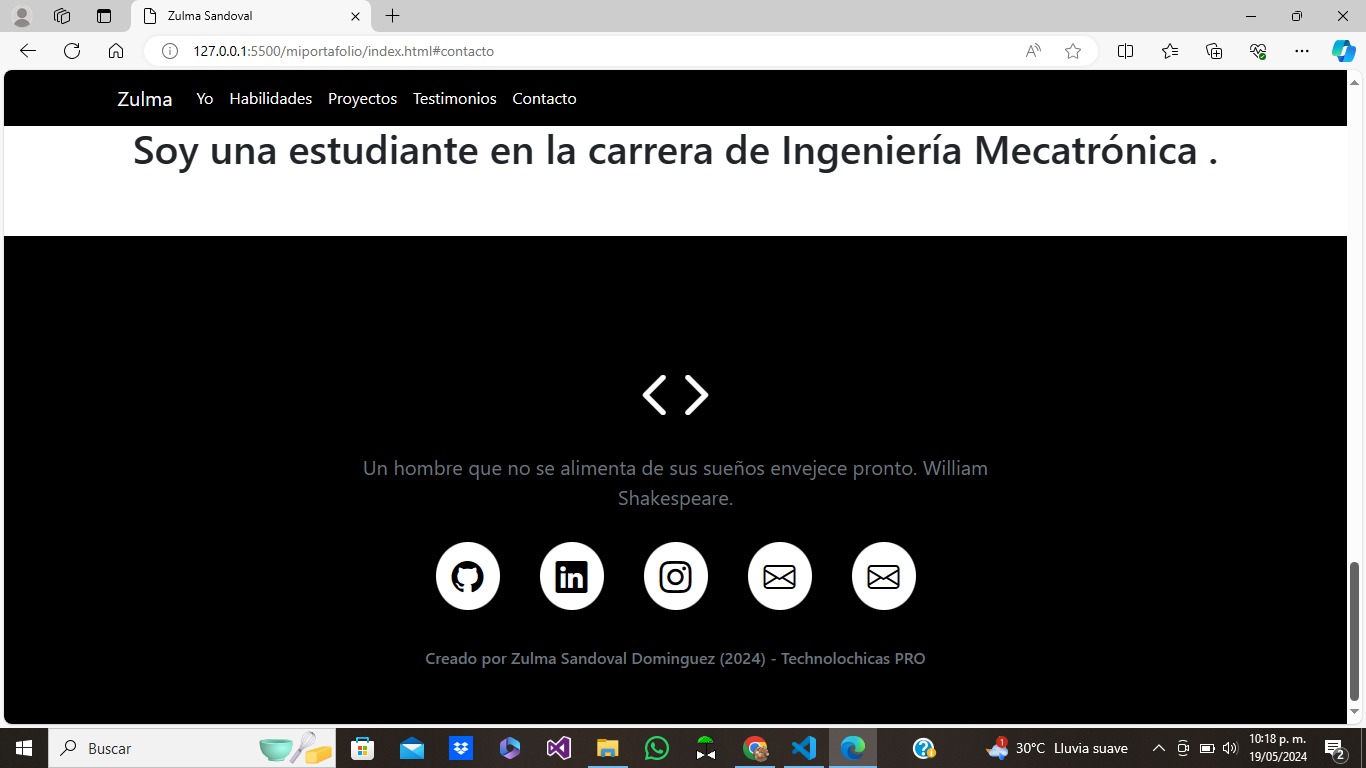 Zulma Sandoval
127.0.0.1:5500/miportafolio/index.html#contacto
Zulma Yo Habilidades Proyectos Testimonios Contacto
Soy una estudiante en la carrera de Ingeniería Mecatrónica .
Un hombre que no se alimenta de sus sueños envejece pronto. William
Shakespeare.
in
Creado por Zulma Sandoval Dominguez (2024) - Technolochicas PRO
Buscar
1
30°C Lluvia suave
10:18 p. m.
19/05/2024
2